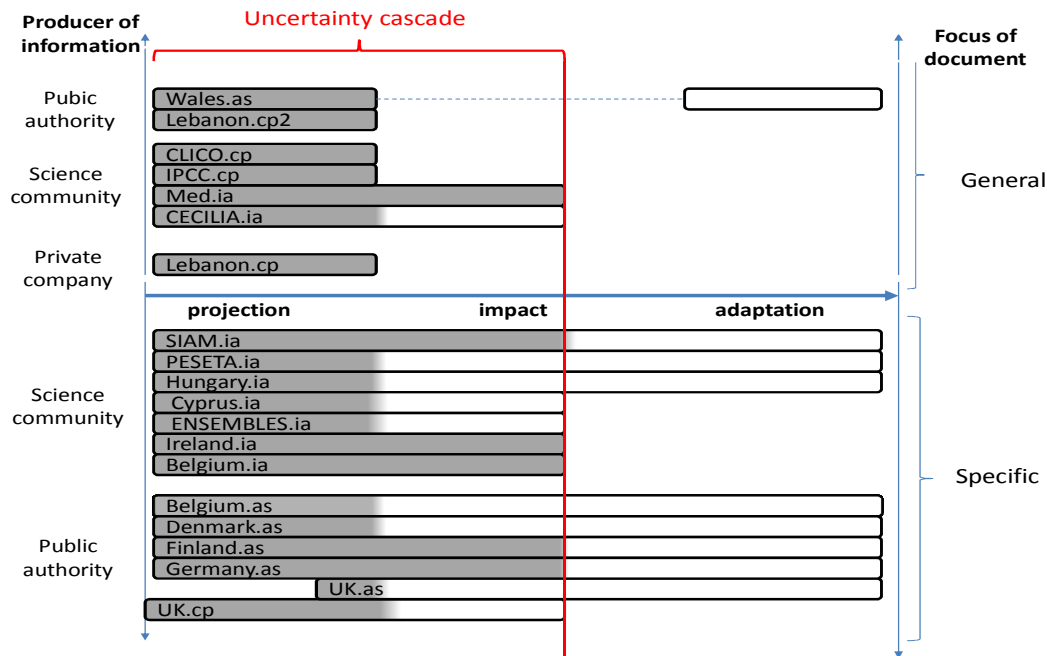 Producer of
information
Uncertainty cascade
Focus of
document
Pubic
authority
Wales.as
Lebanon.cp2
Science
community
CLICO.cp
IPCC.cp
Med.ia
CECILIA.ia
General
Private
company
Lebanon.cp
projection impact adaptation
Science
community
SIAM.ia
PESETA.ia
Hungary.ia
Cyprus.ia
ENSEMBLES.ia
Ireland.ia
Belgium.ia
Specific
Public
authority
Belgium.as
Denmark.as
Finland.as
Germany.as
UK.as
UK.cp